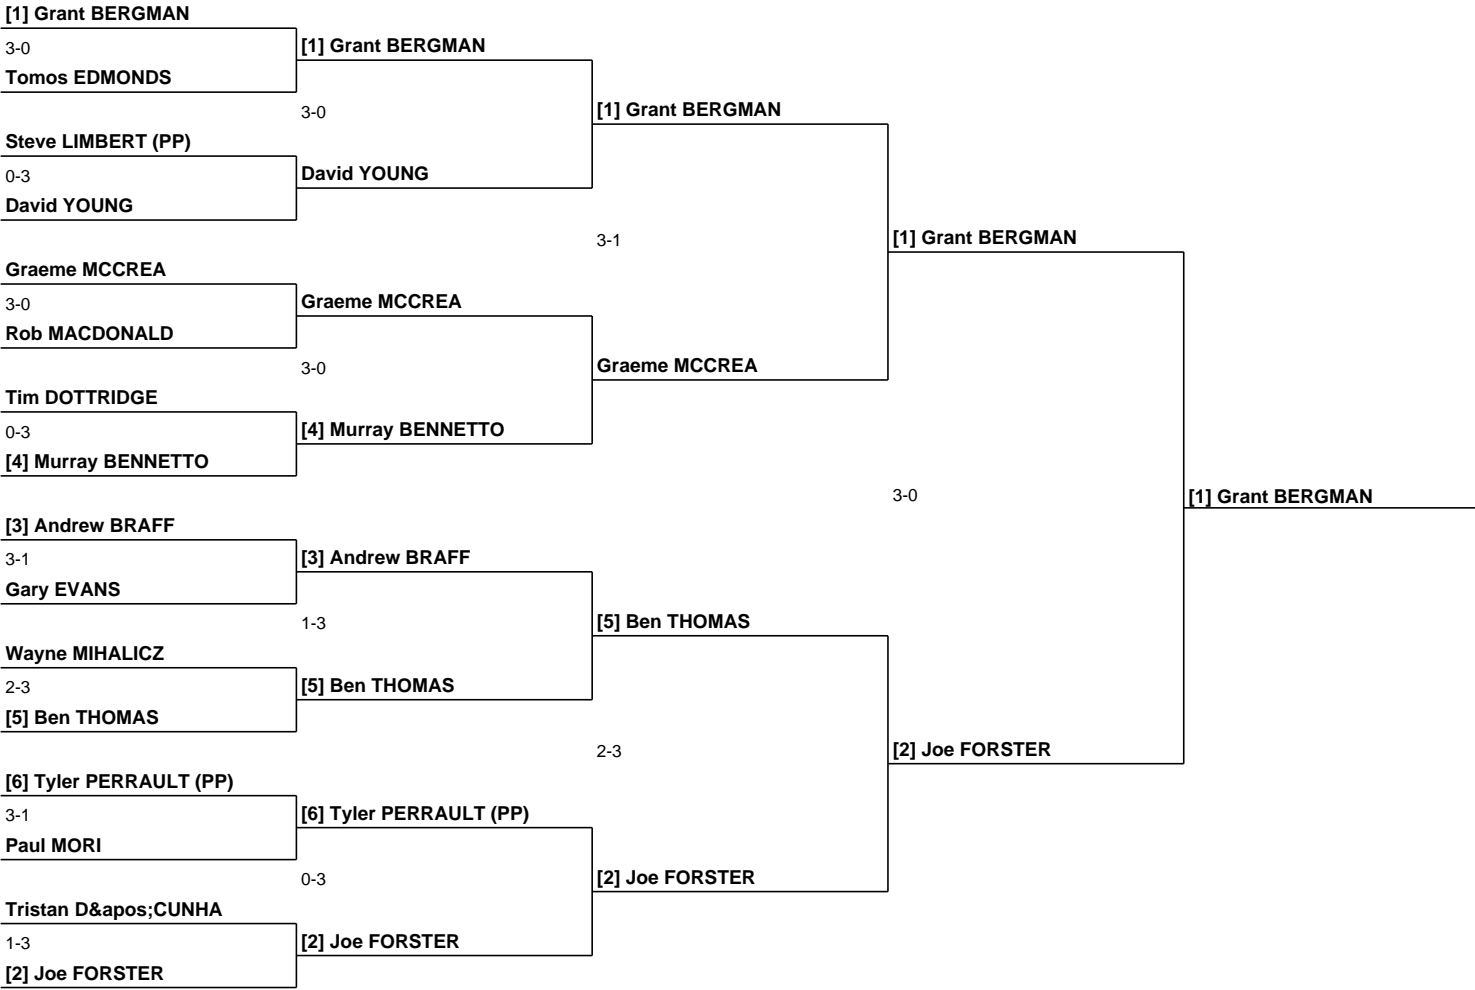 [1] Grant BERGMAN
3-0
[1] Grant BERGMAN
Tomos EDMONDS
3-0
[1] Grant BERGMAN
Steve LIMBERT (PP)
0-3
David YOUNG
David YOUNG
3-1
[1] Grant BERGMAN
Graeme MCCREA
3-0
Graeme MCCREA
Rob MACDONALD
3-0
Graeme MCCREA
Tim DOTTRIDGE
0-3
[4] Murray BENNETTO
[4] Murray BENNETTO
3-0
[1] Grant BERGMAN
[3] Andrew BRAFF
3-1
[3] Andrew BRAFF
Gary EVANS
1-3
[5] Ben THOMAS
Wayne MIHALICZ
2-3
[5] Ben THOMAS
[5] Ben THOMAS
2-3
[2] Joe FORSTER
[6] Tyler PERRAULT (PP)
3-1
[6] Tyler PERRAULT (PP)
Paul MORI
0-3
[2] Joe FORSTER
Tristan D&apos;CUNHA
1-3
[2] Joe FORSTER
[2] Joe FORSTER